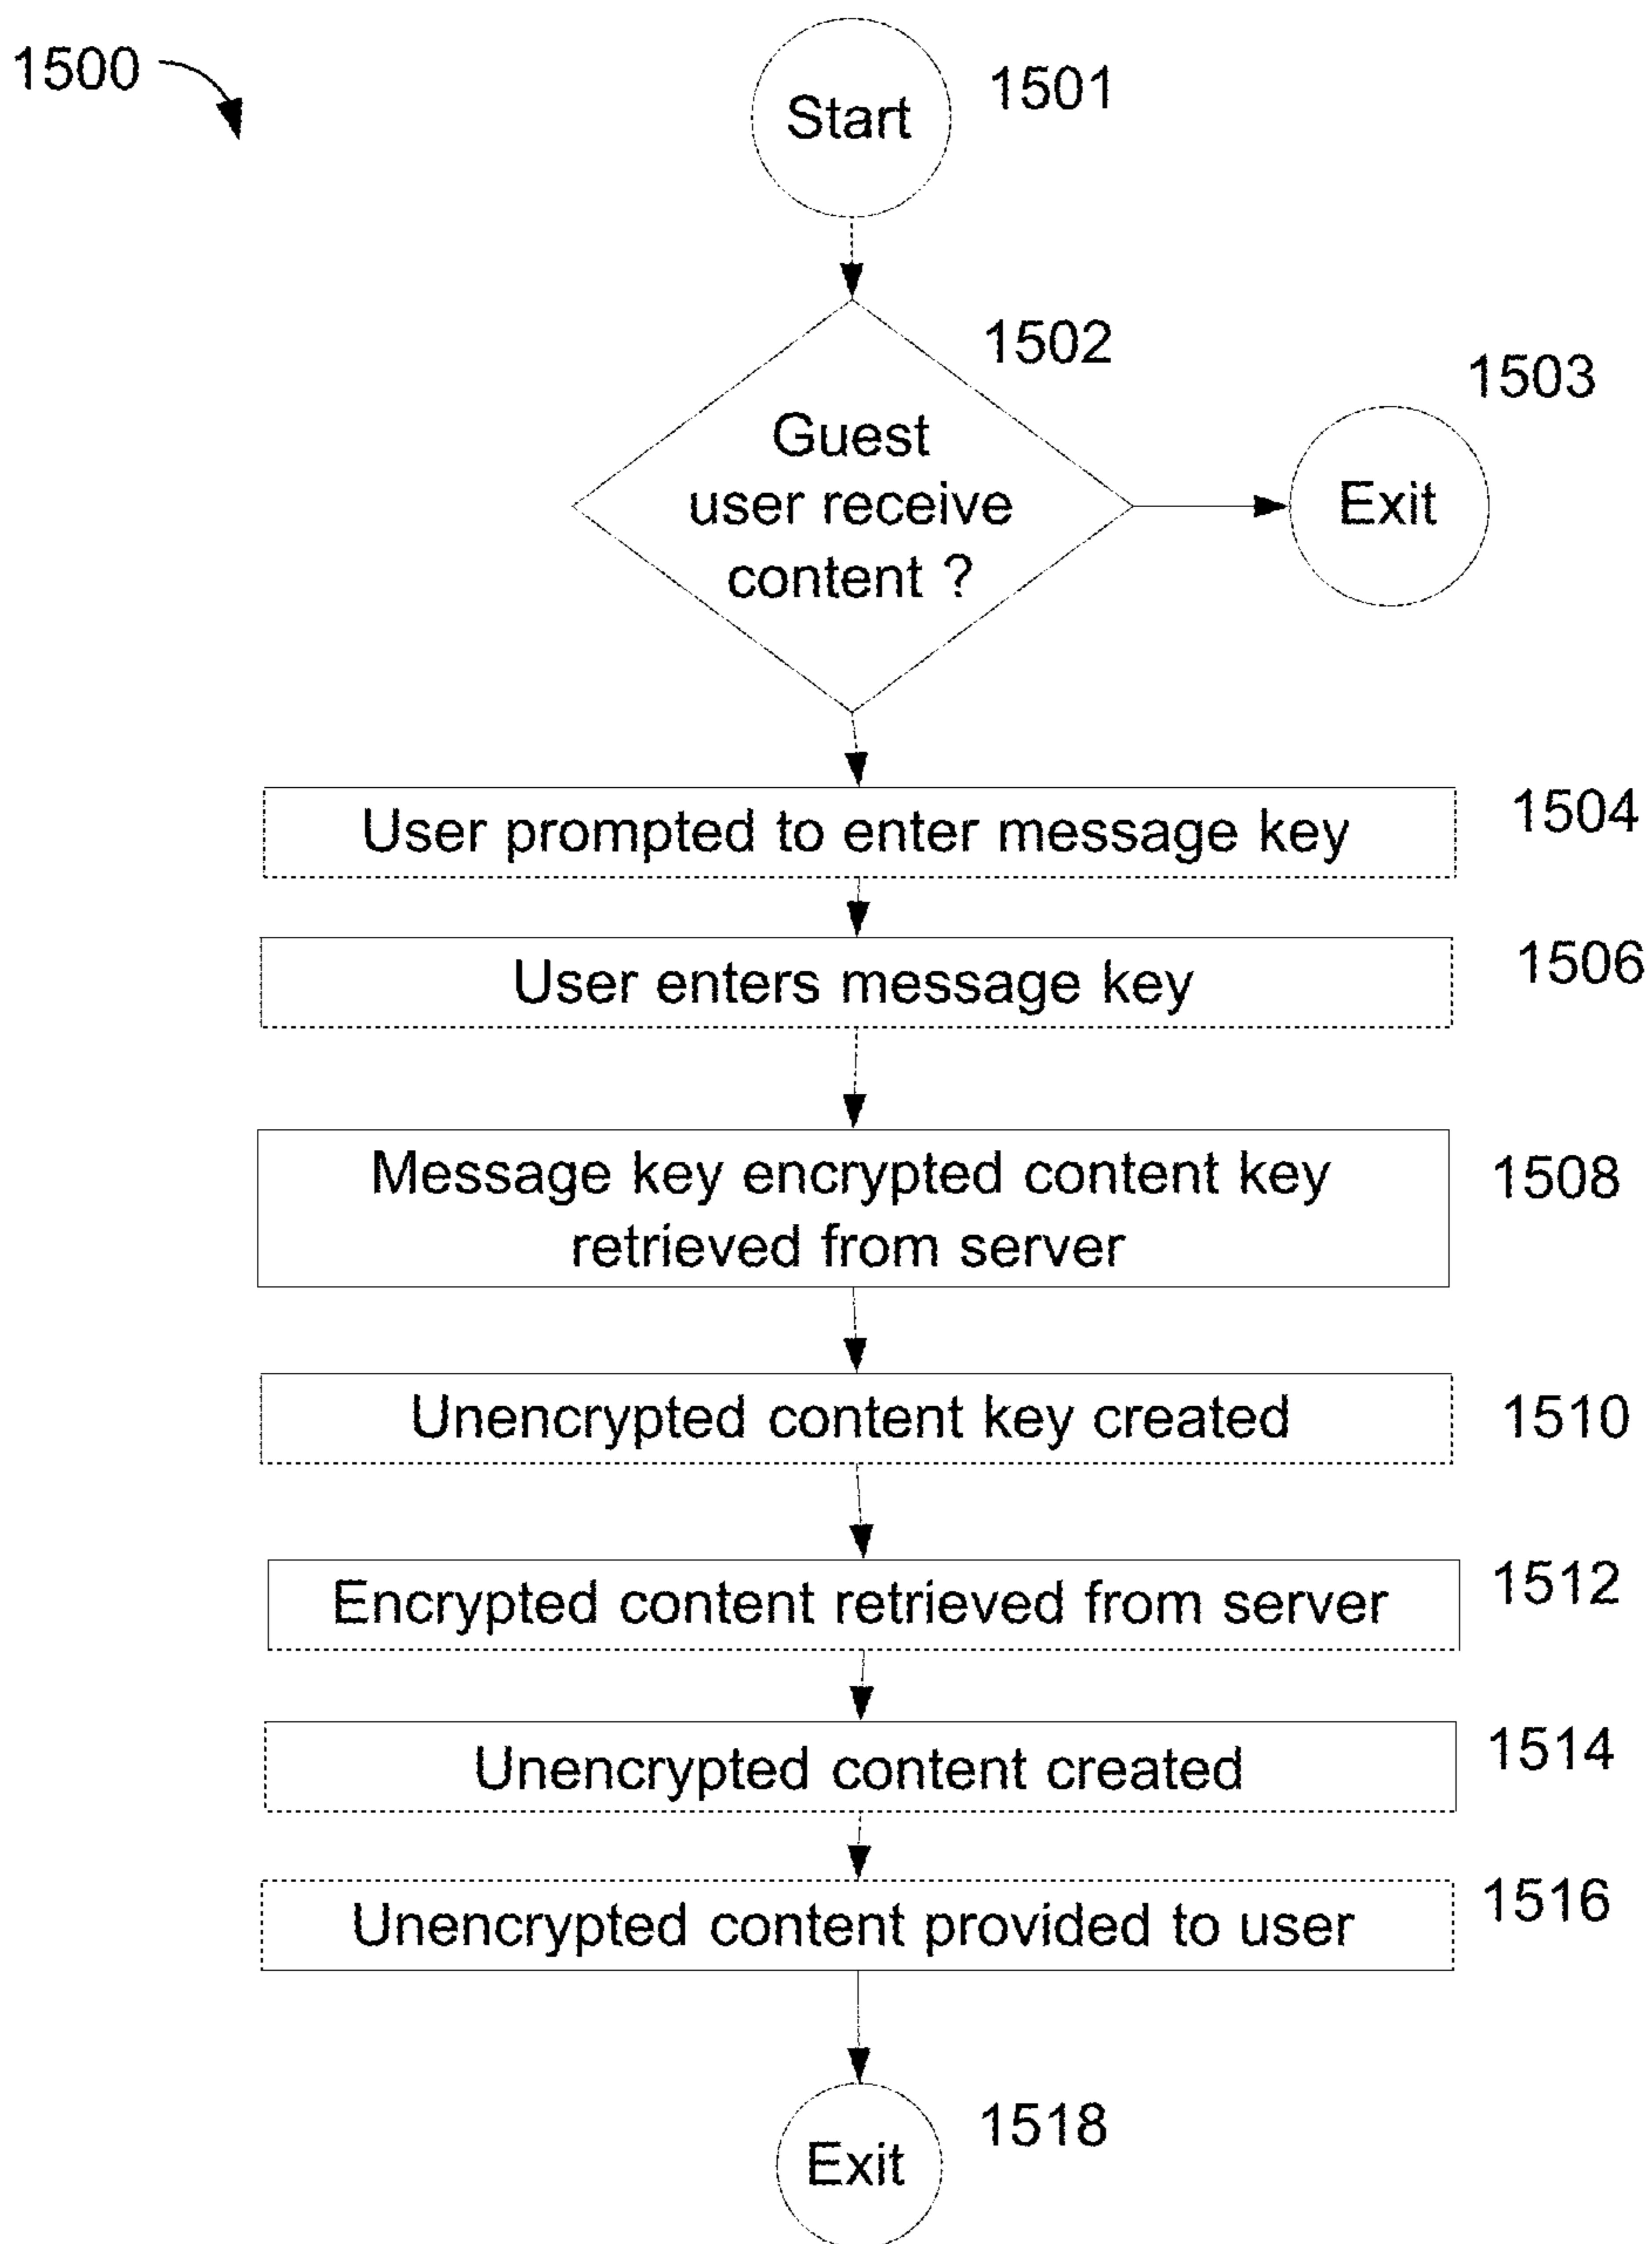 1500
Start
1501
1502
Guest
user receive
content ?
1503
Exit
User prompted to enter message key
1504
User enters message key
1506
Message key encrypted content key
retrieved from server
1508
Unencrypted content key created
1510
Encrypted content retrieved from server
1512
Unencrypted content created
1514
Unencrypted content provided to user
1516
Exit
1518